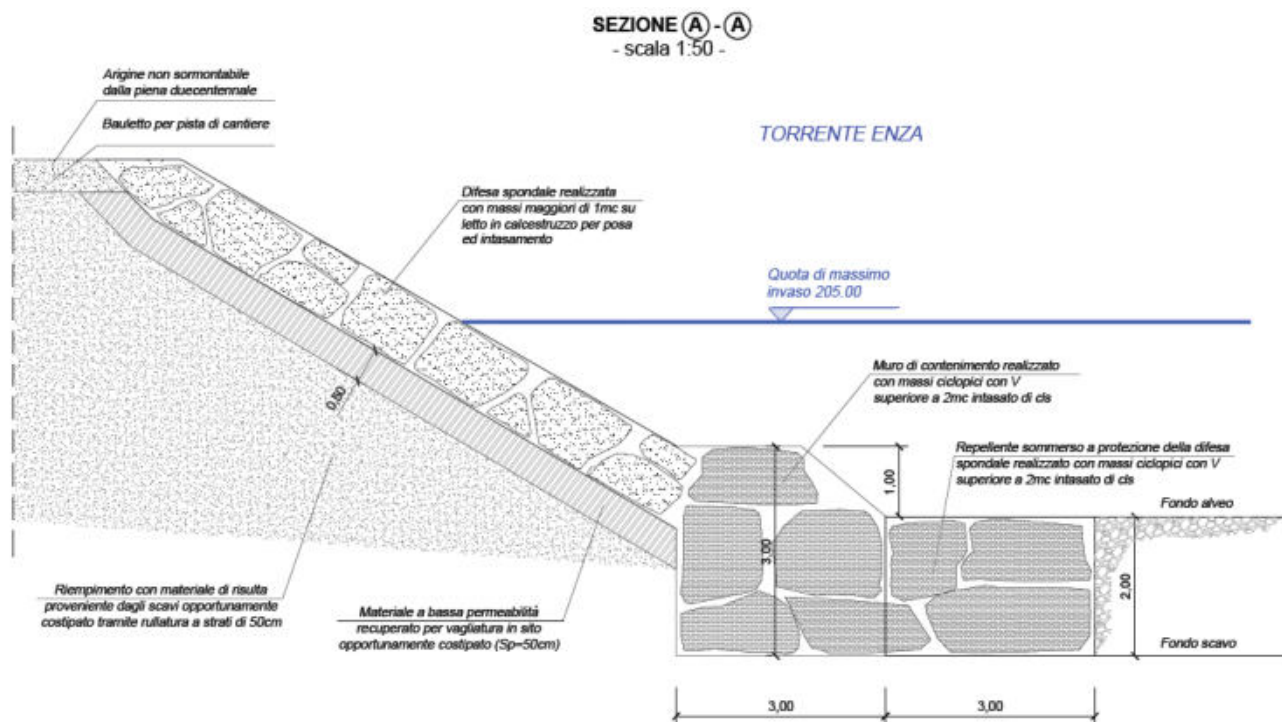 SEZIONE A - A
- scala 1:50 -
Arigine non sormontabile
dalla piena duecentennale
Bauletto per pista di cantiere
TORRENTE ENZA
Difesa spondale realizzata
con massi maggiori di 1mc su
letto in calcestruzzo per posa
ed intasamento
Quota di massimo
invaso 205.00
Muro di contenimento realizzato
con massi ciclopici con V
superiore a 2mc intasato di cls
0,50
Repellente sommerso a protezione della difesa
spondale realizzato con massi ciclopici con V
superiore a 2mc intasato di cls
1,00
Fondo alveo
3,00
2,00
Riempimento con materiale di risulta
proveniente dagli scavi opportunamente
costipato tramite rullatura a strati di 50cm
Materiale a bassa permeabilità
recuperato per vagliatura in sito
opportunamente costipato (Sp=50cm)
Fondo scavo
3,00
3,00